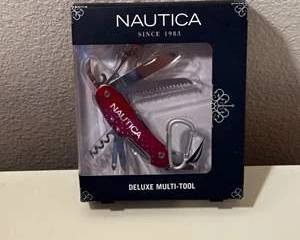 NAUTICA
SINCE 1983
NAUTICA
DELUXE MULTI-TOOL